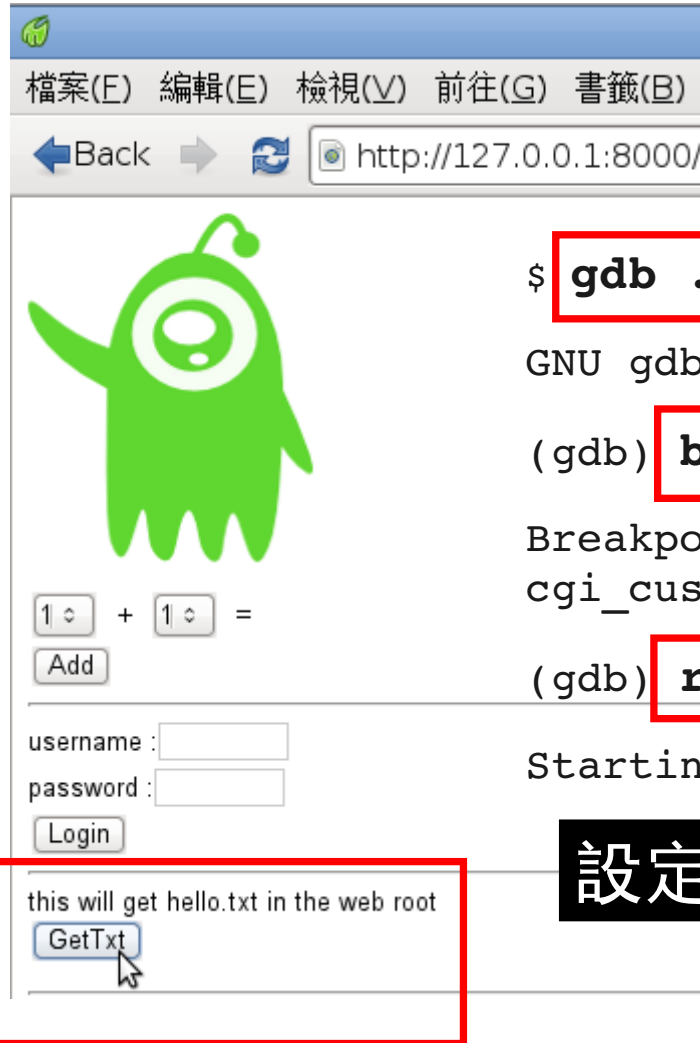 檔案(F) 編輯(E) 檢視(V) 前往(G) 書籤(B)
Back http://127.0.0.1:8000/
$ gdb .
GNU gdb
(gdb) b
Breakpo
cgi_cus
(gdb) r
Startin
設定
1 + 1 =
Add
username :
password :
Login
this will get hello.txt in the web root
GetTxt